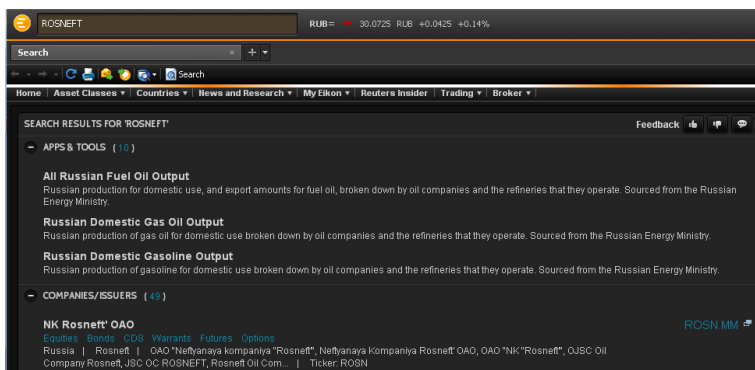 ROSNEFT RUB= 30.0725 RUB +0.0425 +0.14%
Search
Search
Home Asset Classes Countries News and Research My Eikon Reuters Insider Trading Broker
SEARCH RESULTS FOR 'ROSNEFT' Feedback
APPS & TOOLS (10)
All Russian Fuel Oil Output
Russian production for domestic use, and export amounts for fuel oil, broken down by oil companies and the refineries that they operate. Sourced from the Russian
Energy Ministry.
Russian Domestic Gas Oil Output
Russian production of gas oil for domestic use broken down by oil companies and the refineries that they operate. Sourced from the Russian Energy Ministry.
Russian Domestic Gasoline Output
Russian production of gasoline for domestic use broken down by oil companies and the refineries that they operate. Sourced from the Russian Energy Ministry.
COMPANIES/ISSUERS (49)
NK Rosneft' OAO ROSN.MM
Equities Bonds CDS Warrants Futures Options
Russia | Rosneft | OAO "Neftyanaya kompaniya "Rosneft", Neftyanaya Kompaniya Rosneft' OAO, OAO "NK "Rosneft", OJSC Oil
Company Rosneft, JSC OC ROSNEFT, Rosneft Oil Com... | Ticker: ROSN